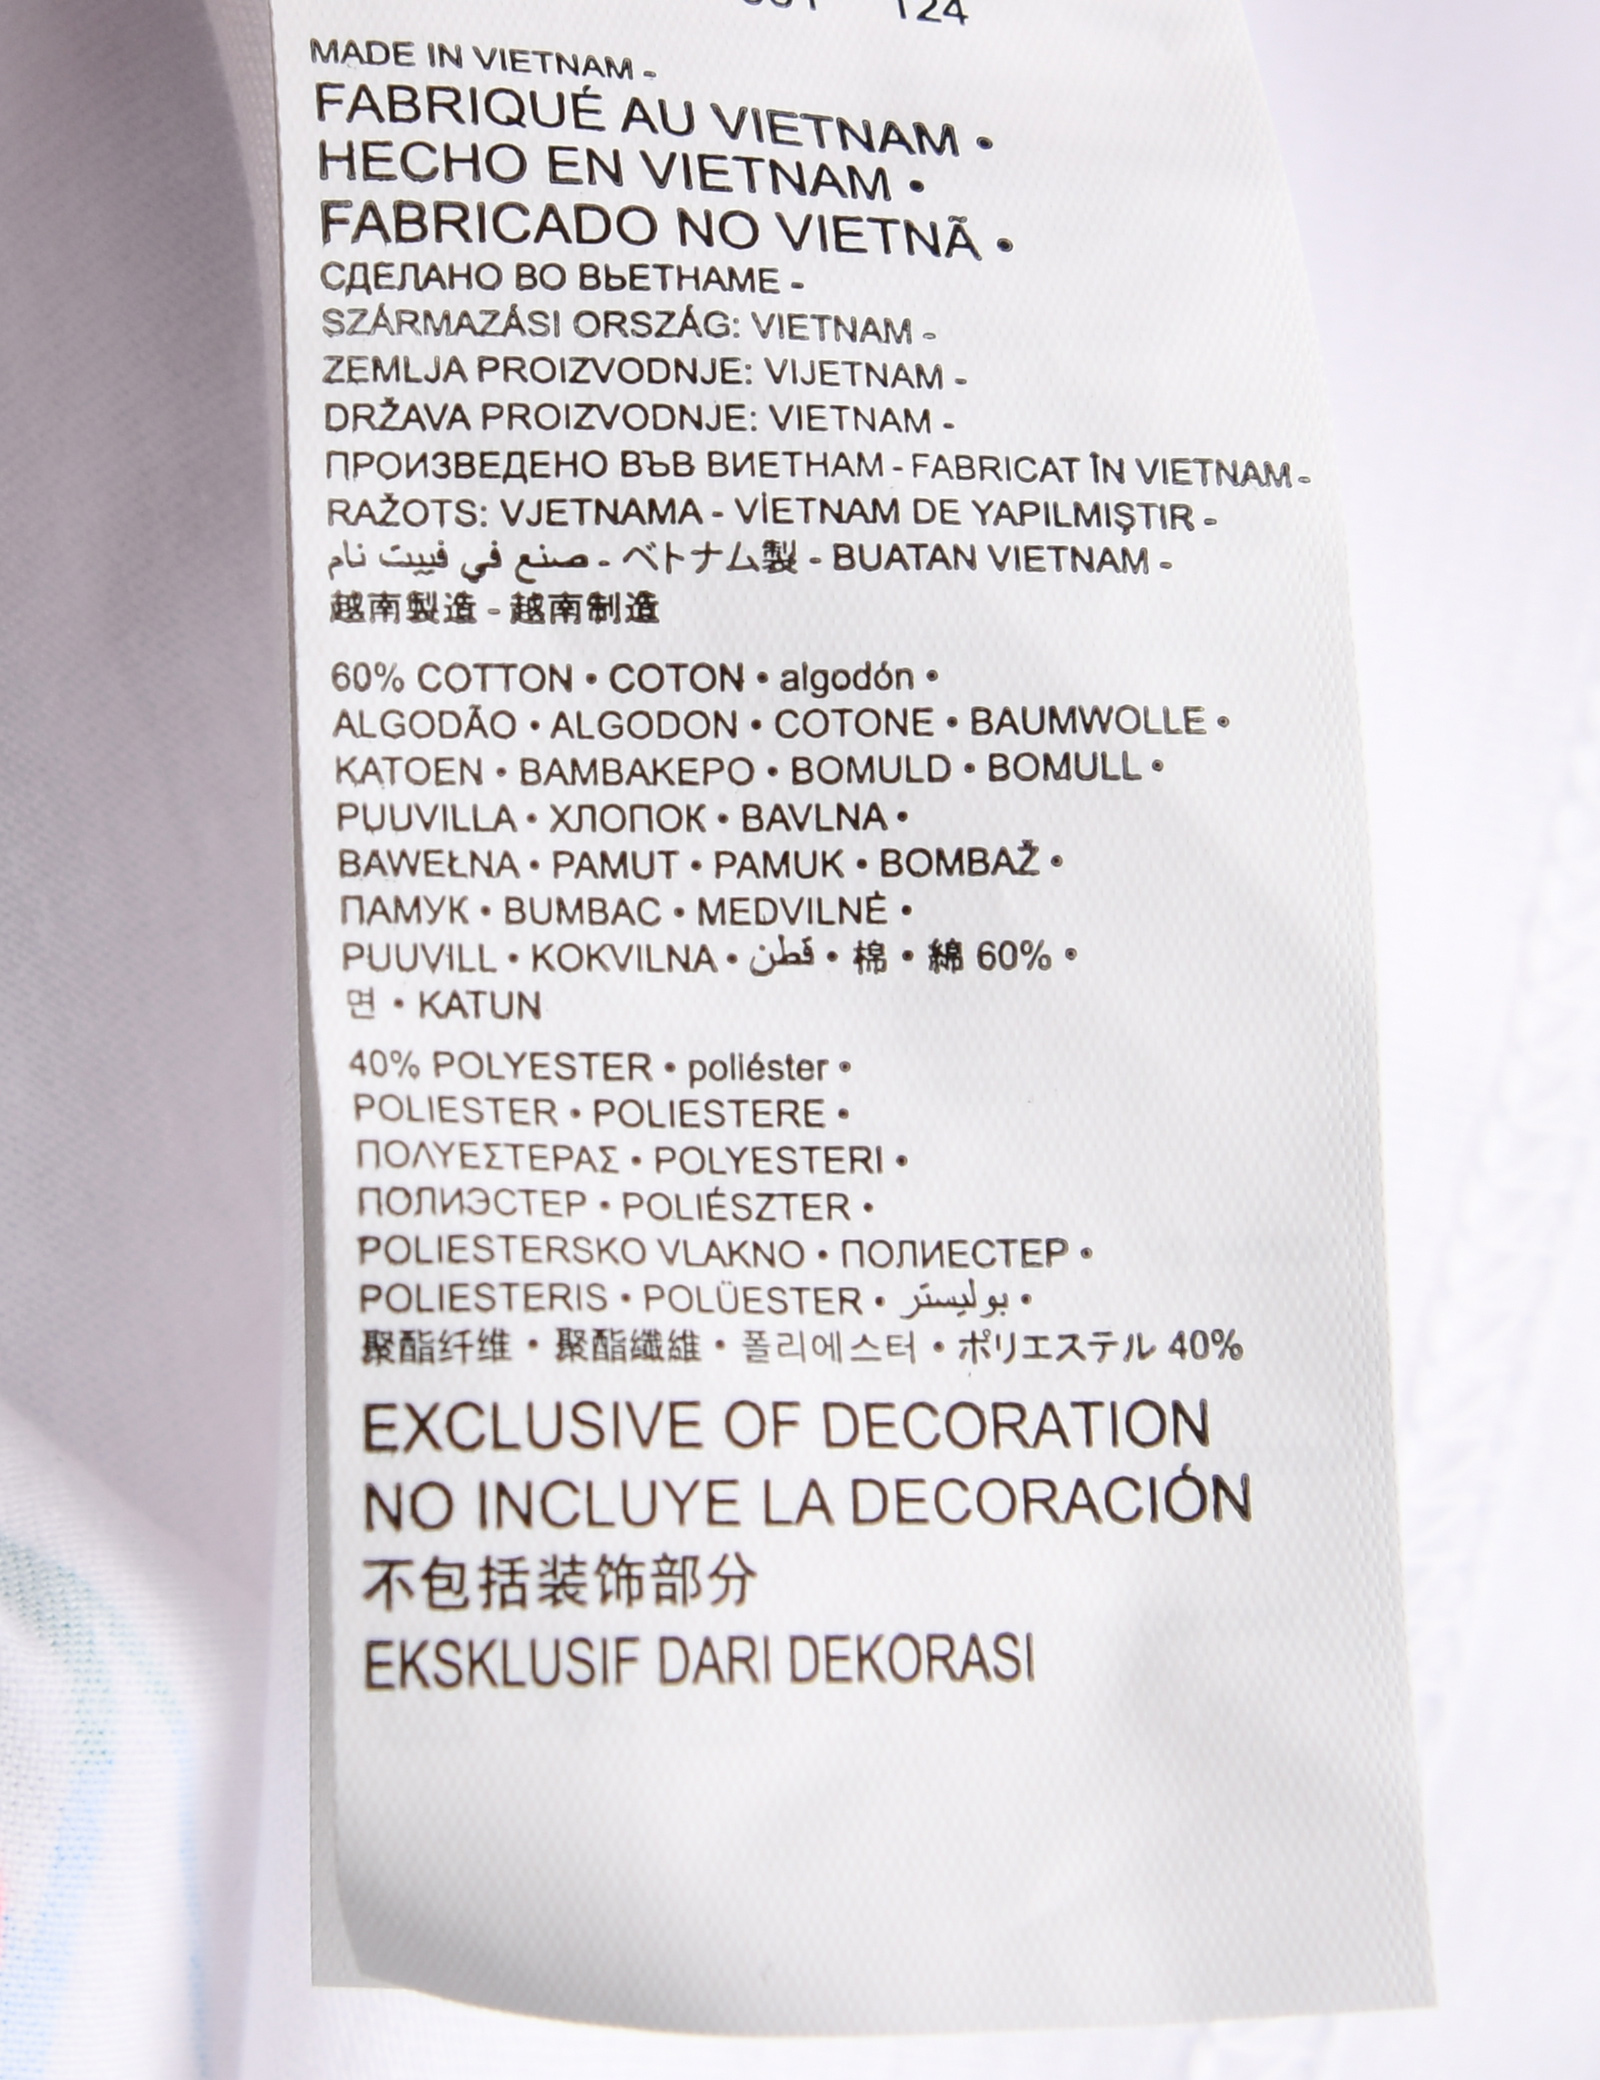 124
MADE IN VIETNAM -
FABRIQUÉ AU VIETNAM •
HECHO EN VIETNAM •
FABRICADO NO VIETNÃ •
СДЕЛАНО ВО ВЬЕТНАМЕ -
SZÁRMAZÁSI ORSZÁG: VIETNAM -
ZEMLJA PROIZVODNJE: VIJETNAM -
DRŽAVA PROIZVODNJE: VIETNAM -
ПРОИЗВЕДЕНО ВЪВ ВИЕТНАМ - FABRICAT ÎN VIETNAM -
RAŽOTS: VJETNAMA - VİETNAM DE YAPILMIŞTIR -
صنع في فييت نام - ベトナム製 - BUATAN VIETNAM -
越南製造 - 越南制造
60% COTTON • COTON • algodón •
ALGODÃO • ALGODON • COTONE • BAUMWOLLE •
KATOEN • ΒΑΜΒΑΚΕΡΟ • BOMULD • BOMULL •
PUUVILLA • ХЛОПОК • BAVLNA •
BAWEŁNA • PAMUT • PAMUK • BOMBAŽ •
ПАМУК • BUMBAC • MEDVILNĖ •
PUUVILL • KOKVILNA • قطن • 棉 • 綿 60% •
면 • KATUN
40% POLYESTER • poliéster •
POLIESTER • POLIESTERE •
ΠΟΛΥΕΣΤΕΡΑΣ • POLYESTERI •
ПОЛИЭСТЕР • POLIÉSZTER •
POLIESTERSKO VLAKNO • ПОЛИЕСТЕР •
POLIESTERIS • POLÜESTER • بوليستر •
聚酯纤维 • 聚酯纖維 • 폴리에스터 • ポリエステル 40%
EXCLUSIVE OF DECORATION
NO INCLUYE LA DECORACIÓN
不包括装饰部分
EKSKLUSIF DARI DEKORASI